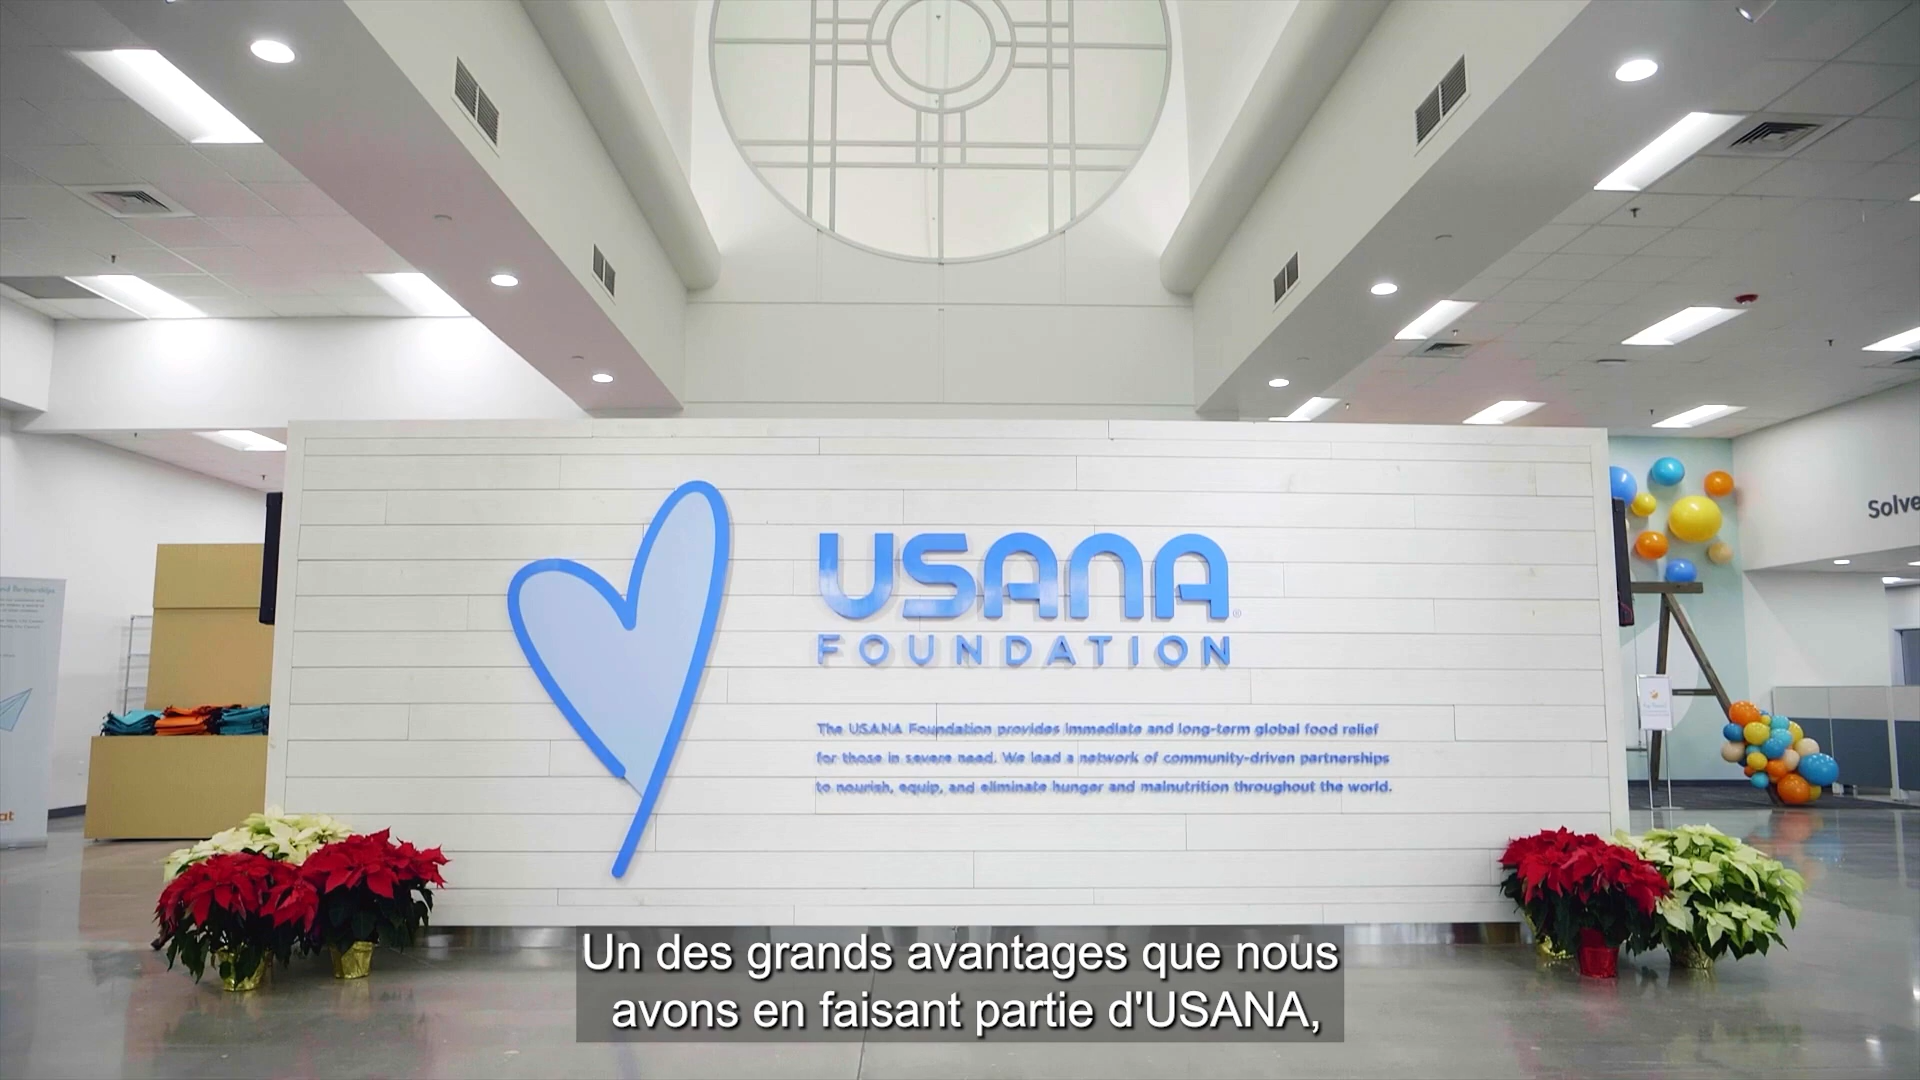 USANA®
FOUNDATION
The USANA Foundation provides immediate and long-term global food relief
for those in severe need. We lead a network of community-driven partnerships
to nourish, equip, and eliminate hunger and malnutrition throughout the world.
Solve
at
Un des grands avantages que nous
avons en faisant partie d'USANA,